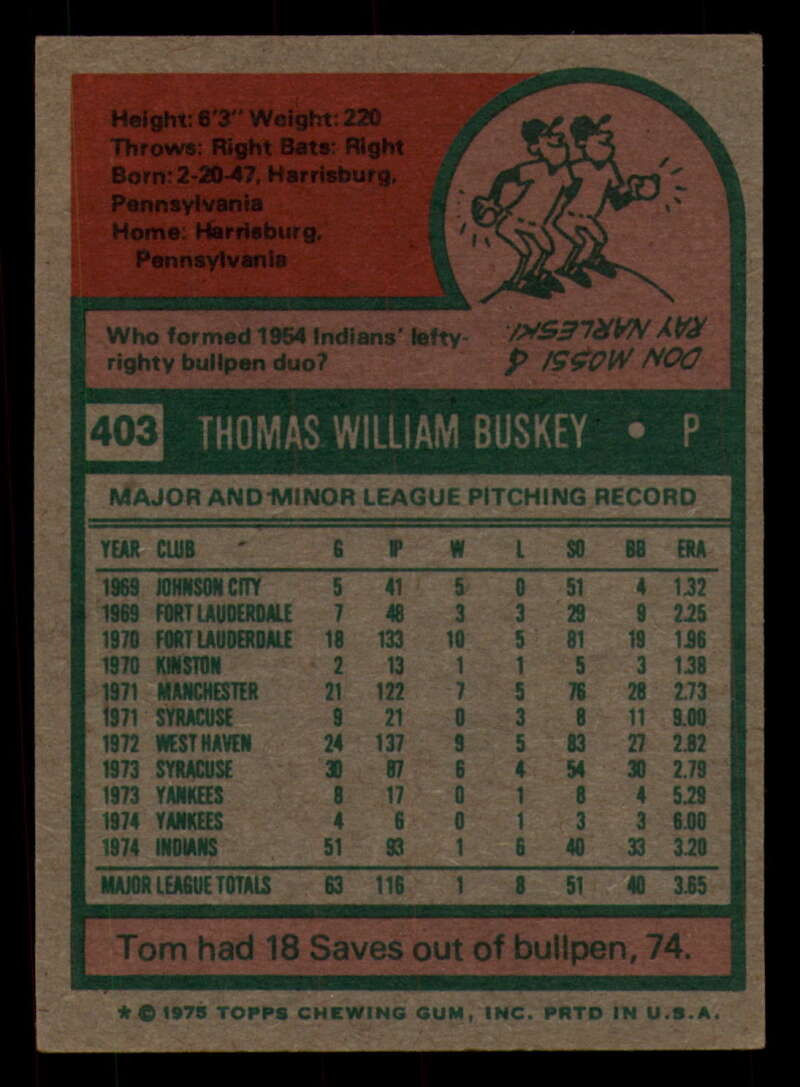 Height: 6'3" Weight: 220
Throws: Right Bats: Right
Born: 2-20-47, Harrisburg,
Pennsylvania
Home: Harrisburg,
Pennsylvania
Who formed 1954 Indians' lefty-
righty bullpen duo?
DON MOSSI &
RAY NARLESKI.
403 THOMAS WILLIAM BUSKEY • P
MAJOR AND MINOR LEAGUE PITCHING RECORD
YEAR CLUB G IP W L SO BB ERA
1969 JOHNSON CITY 5 41 5 0 51 4 1.32
1969 FORT LAUDERDALE 7 48 3 3 29 9 2.25
1970 FORT LAUDERDALE 18 133 10 5 81 19 1.96
1970 KINSTON 2 13 1 1 5 3 1.38
1971 MANCHESTER 21 122 7 5 76 28 2.73
1971 SYRACUSE 9 21 0 3 8 11 9.00
1972 WEST HAVEN 24 137 9 5 83 27 2.82
1973 SYRACUSE 30 87 6 4 54 30 2.79
1973 YANKEES 8 17 0 1 8 4 5.29
1974 YANKEES 4 6 0 1 3 3 6.00
1974 INDIANS 51 93 1 6 40 33 3.20
MAJOR LEAGUE TOTALS 63 116 1 8 51 40 3.65
Tom had 18 Saves out of bullpen, 74.
* © 1975 TOPPS CHEWING GUM, INC. PRTD IN U.S.A.